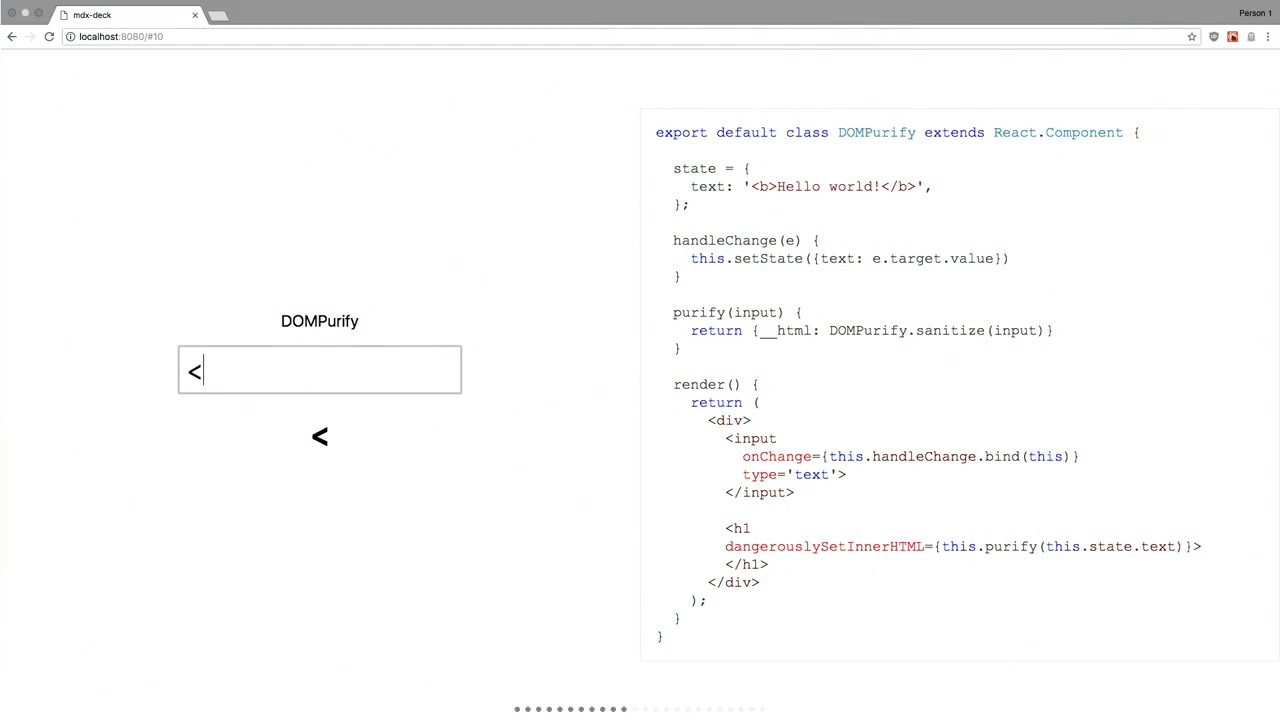 mdx-deck
Person 1
localhost:8080/#10
DOMPurify
<
<
export default class DOMPurify extends React.Component {
state = {
text: '<b>Hello world!</b>',
};
handleChange(e) {
this.setState({text: e.target.value})
}
purify(input) {
return {__html: DOMPurify.sanitize(input)}
}
render() {
return (
<div>
<input
onChange={this.handleChange.bind(this)}
type='text'>
</input>
<h1
dangerouslySetInnerHTML={this.purify(this.state.text)}>
</h1>
</div>
);
}
}